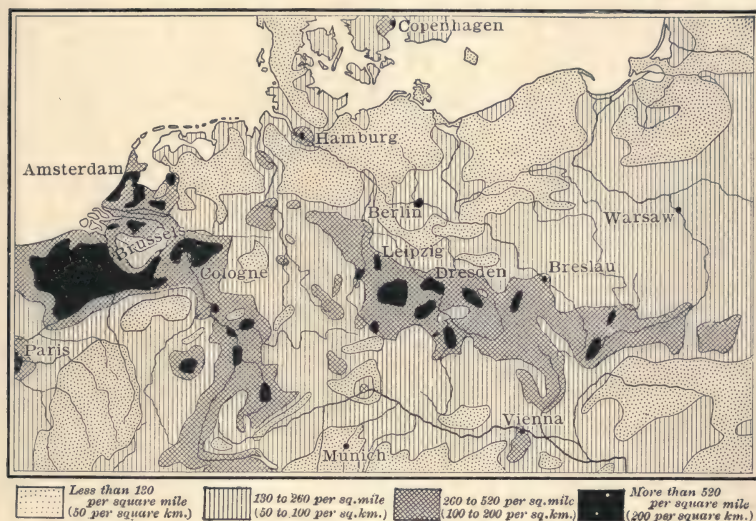 Copenhagen
Hamburg
Amsterdam
Berlin
Warsaw
Brussels
Leipzig
Cologne
Dresden
Breslau
Paris
Vienna
Munich
Less than 130
per square mile
(50 per square km.)
130 to 260 per sq.mile
(50 to 100 per sq.km.)
260 to 520 per sq.mile
(100 to 200 per sq.km.)
More than 520
per square mile
(200 per square km.)